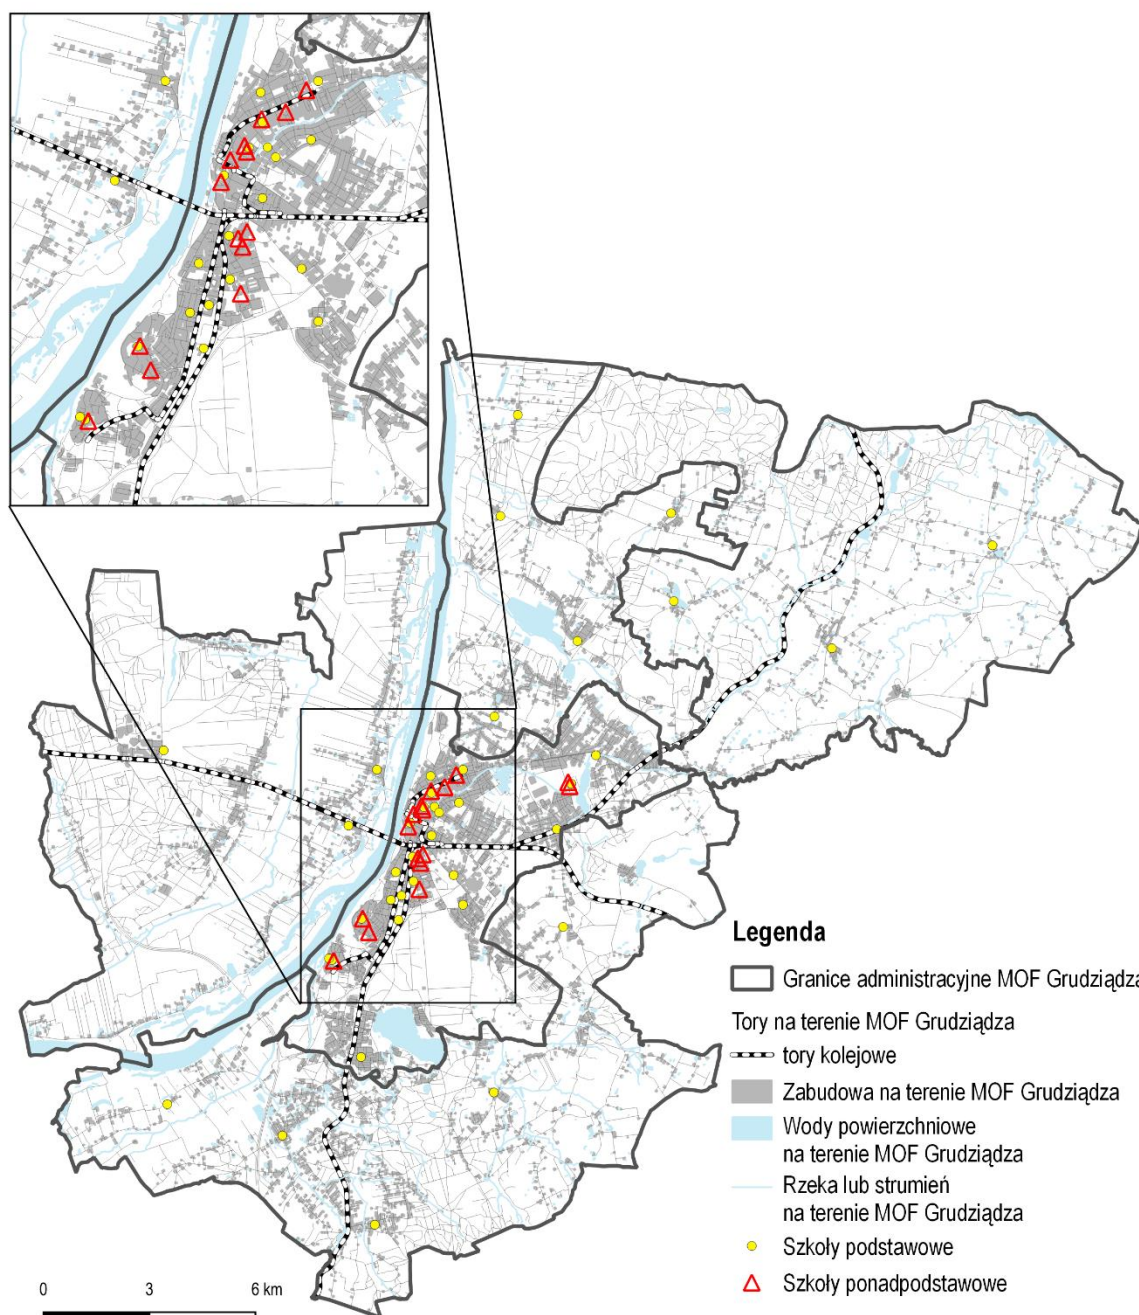 Legenda
Granice administracyjne MOF Grudziądza
Tory na terenie MOF Grudziądza
tory kolejowe
Zabudowa na terenie MOF Grudziądza
Wody powierzchniowe
na terenie MOF Grudziądza
Rzeka lub strumień
na terenie MOF Grudziądza
Szkoły podstawowe
Szkoły ponadpodstawowe
0 3 6 km